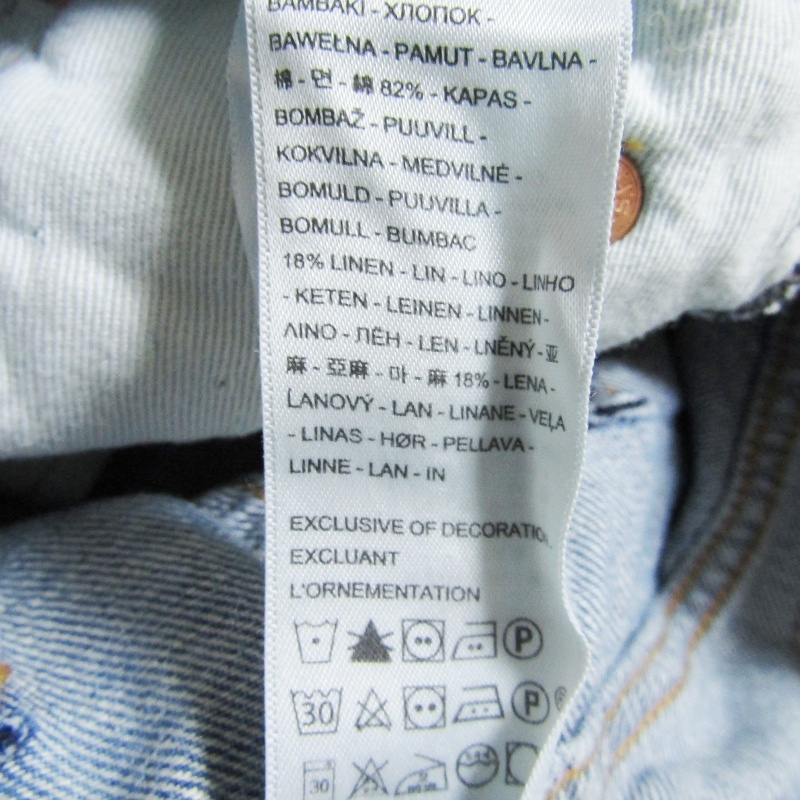 ΒΑΜΒΑΚΙ - ХЛОПОК -
BAWEŁNA - PAMUT - BAVLNA -
棉 - 면 - 綿 82% - KAPAS -
BOMBAŽ - PUUVILL -
KOKVILNA - MEDVILNĖ -
BOMULD - PUUVILLA -
BOMULL - BUMBAC
18% LINEN - LIN - LINO - LINHO
- KETEN - LEINEN - LINNEN-
ΛΙΝΟ - ЛЁН - LEN - LNĚNÝ-亚
麻 - 亞麻 - 마 - 麻 18% - LENA -
ĽANOVÝ - LAN - LINANE - VEĻA
- LINAS - HØR - PELLAVA -
LINNE - LAN - IN
EXCLUSIVE OF DECORATION
EXCLUANT
L'ORNEMENTATION
P
30 P
30